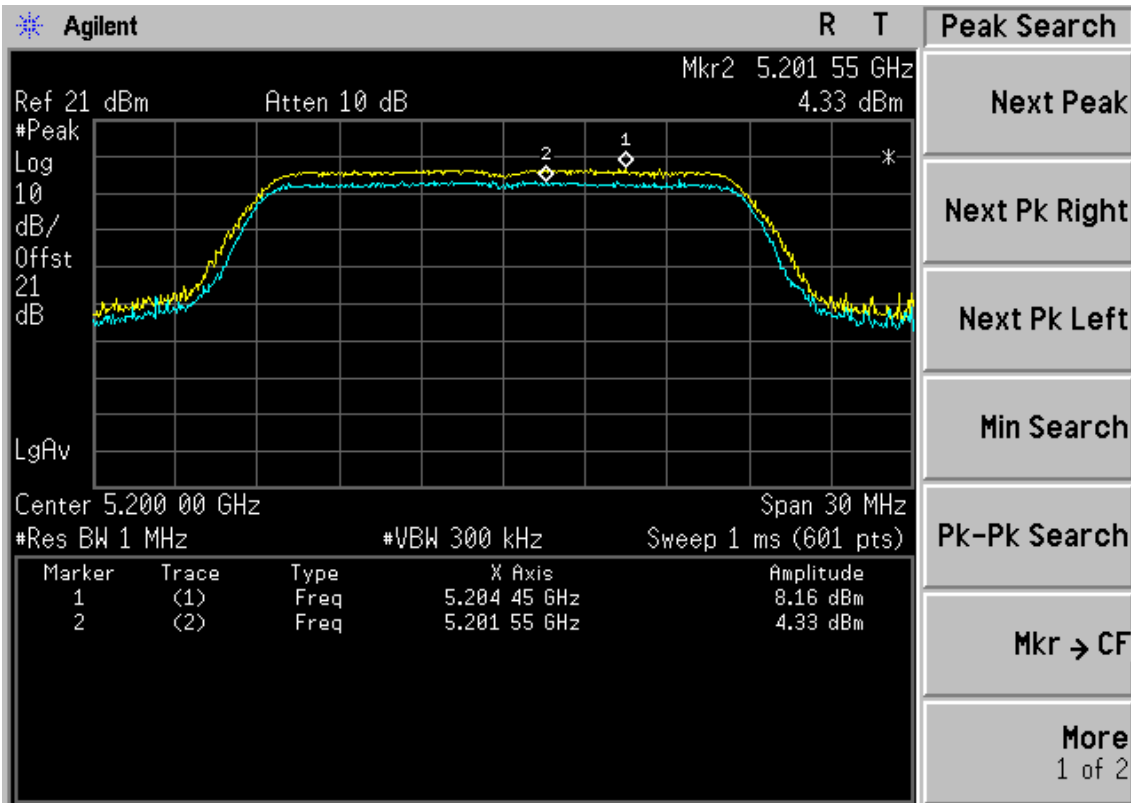 Agilent
R T
Peak Search
Mkr2 5.201 55 GHz
Ref 21 dBm Atten 10 dB 4.33 dBm
#Peak
Log
10
dB/
Offst
21
dB
LgAv
1
2
*
Center 5.200 00 GHz Span 30 MHz
#Res BW 1 MHz #VBW 300 kHz Sweep 1 ms (601 pts)
Marker Trace Type X Axis Amplitude
1 (1) Freq 5.204 45 GHz 8.16 dBm
2 (2) Freq 5.201 55 GHz 4.33 dBm
Next Peak
Next Pk Right
Next Pk Left
Min Search
Pk-Pk Search
Mkr → CF
More
1 of 2